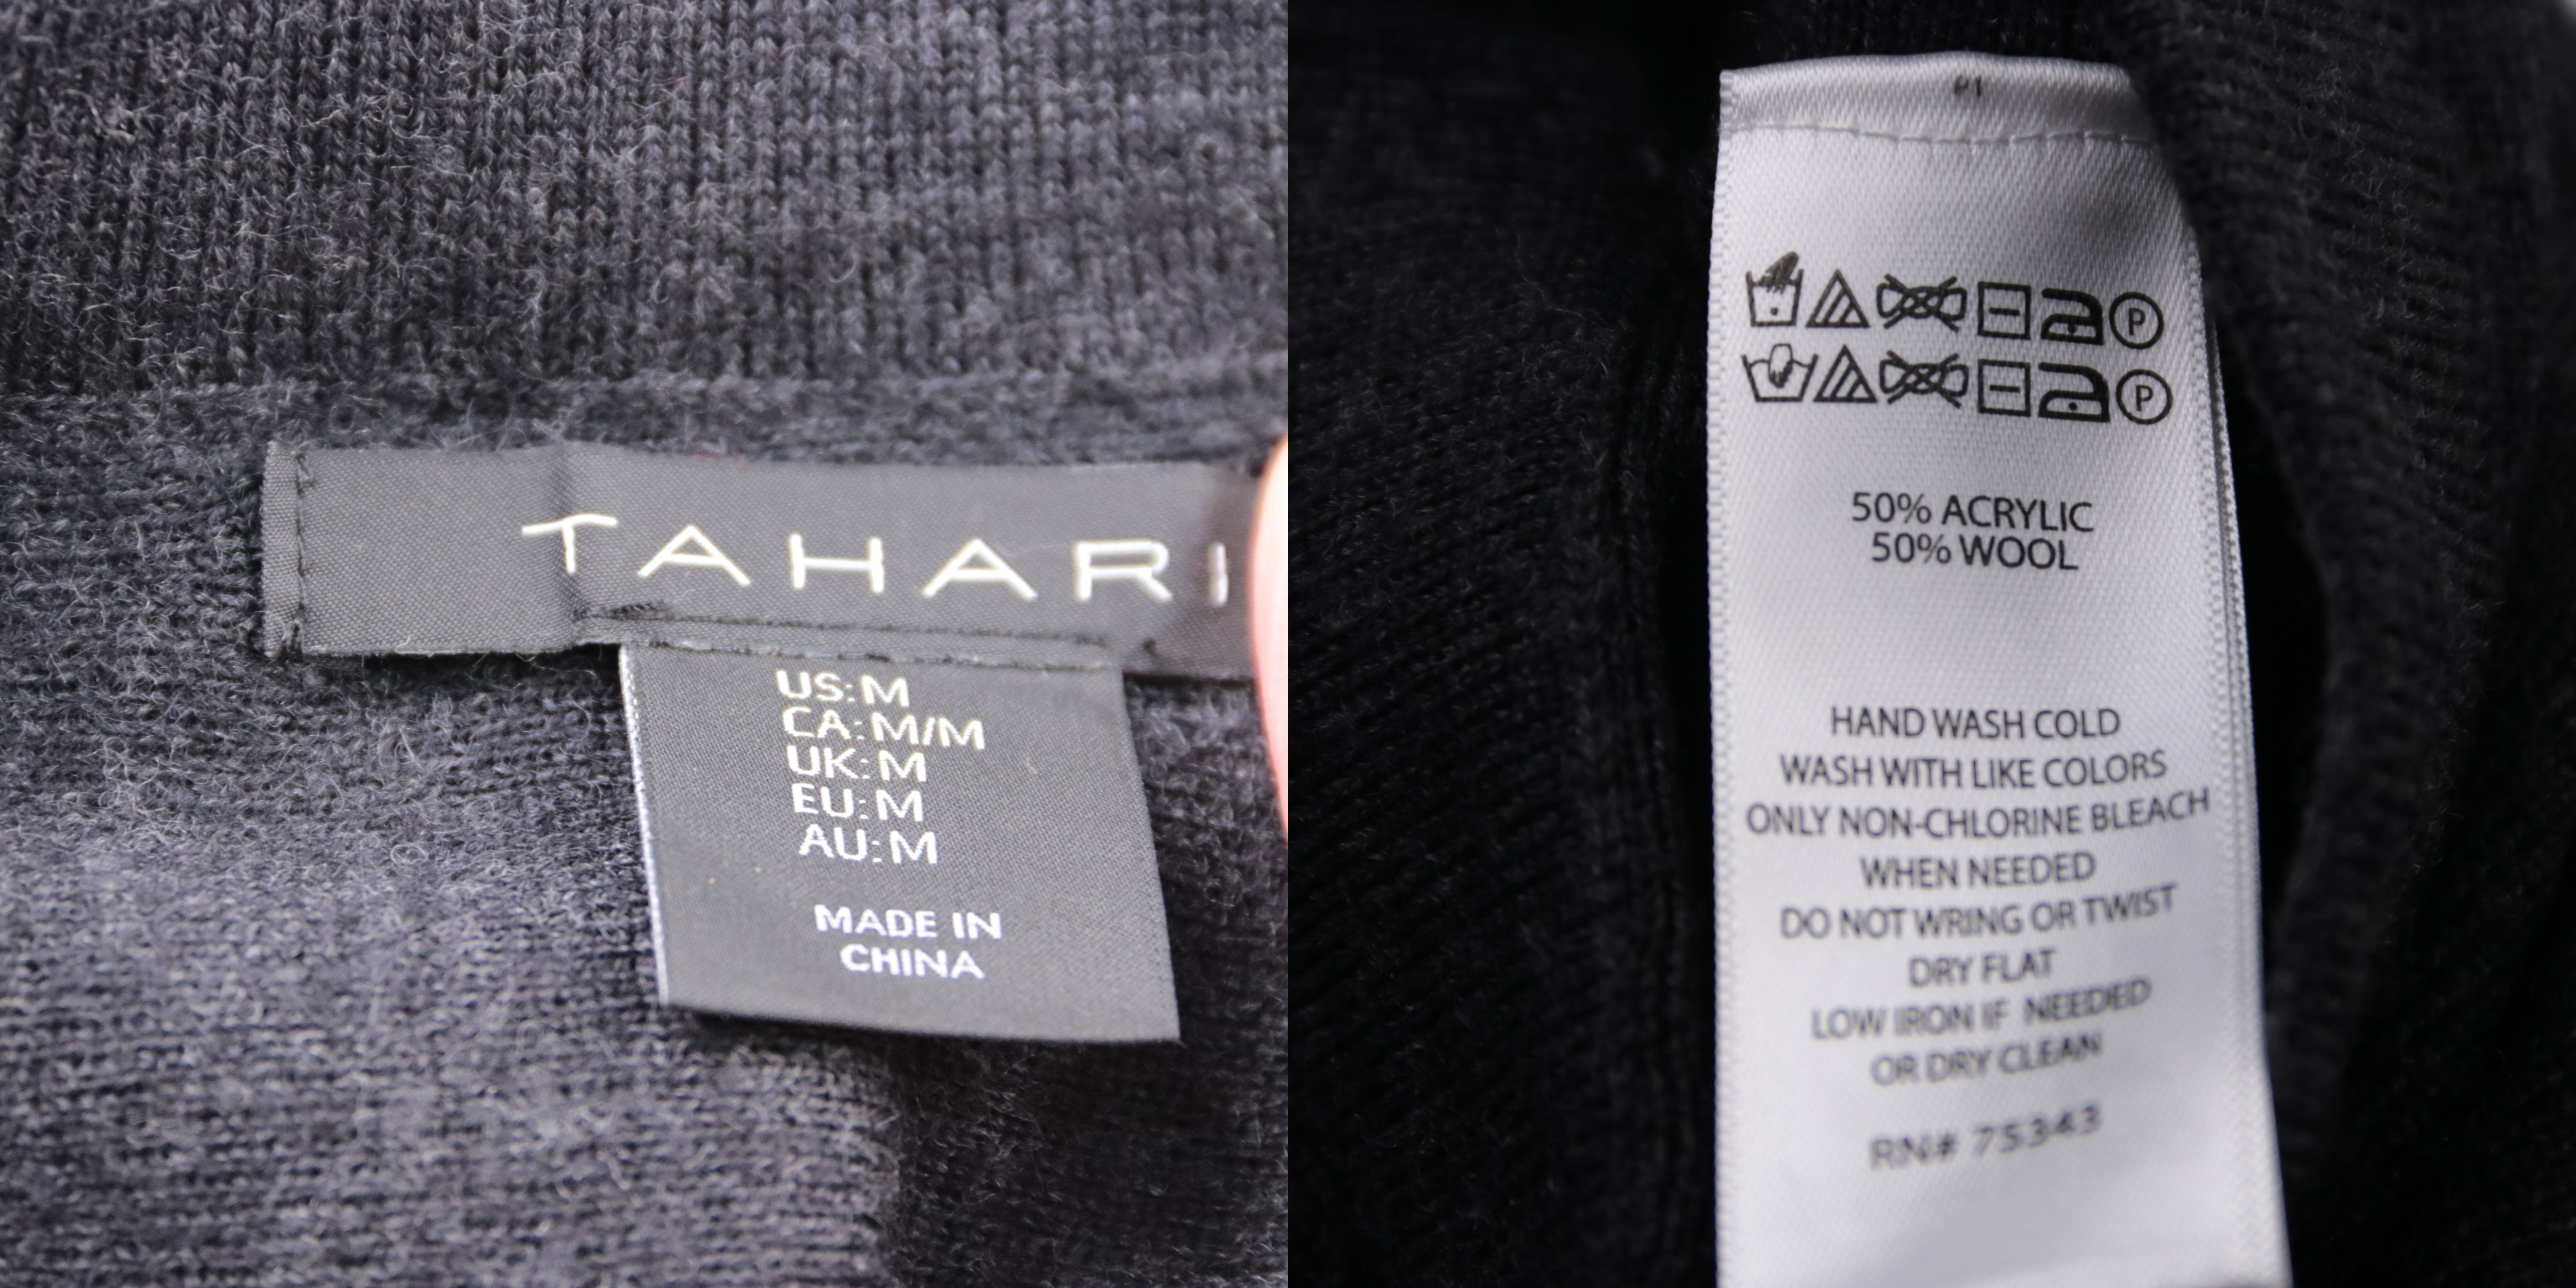 TAHARI
US: M
CA: M/M
UK: M
EU: M
AU: M
MADE IN
CHINA
P1
P
P
50% ACRYLIC
50% WOOL
HAND WASH COLD
WASH WITH LIKE COLORS
ONLY NON-CHLORINE BLEACH
WHEN NEEDED
DO NOT WRING OR TWIST
DRY FLAT
LOW IRON IF NEEDED
OR DRY CLEAN
RN# 75343